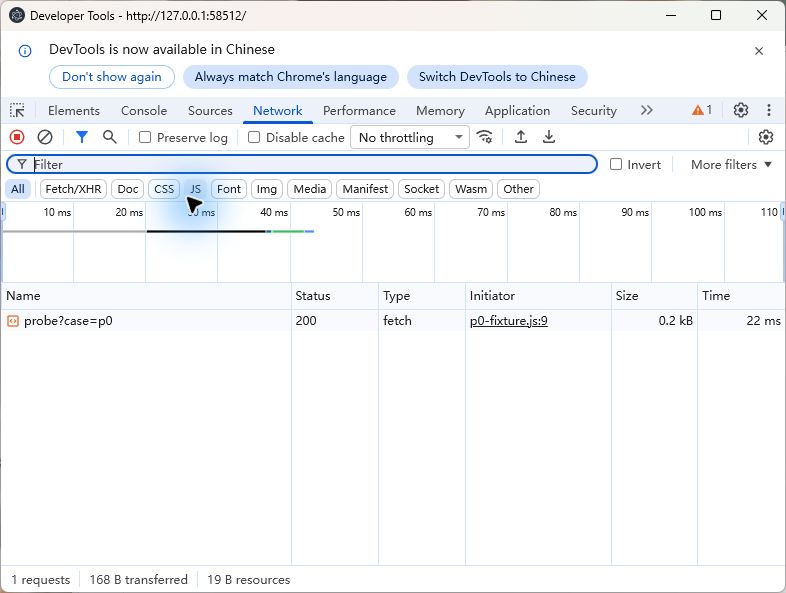 Developer Tools - http://127.0.0.1:58512/
DevTools is now available in Chinese
Don't show again Always match Chrome's language Switch DevTools to Chinese
Elements Console Sources Network Performance Memory Application Security 1
Preserve log Disable cache No throttling
Filter Invert More filters
All Fetch/XHR Doc CSS JS Font Img Media Manifest Socket Wasm Other
10 ms 20 ms ms 40 ms 50 ms 60 ms 70 ms 80 ms 90 ms 100 ms 110
Name Status Type Initiator Size Time
probe?case=p0 200 fetch p0-fixture.js:9 0.2 kB 22 ms
1 requests 168 B transferred 19 B resources